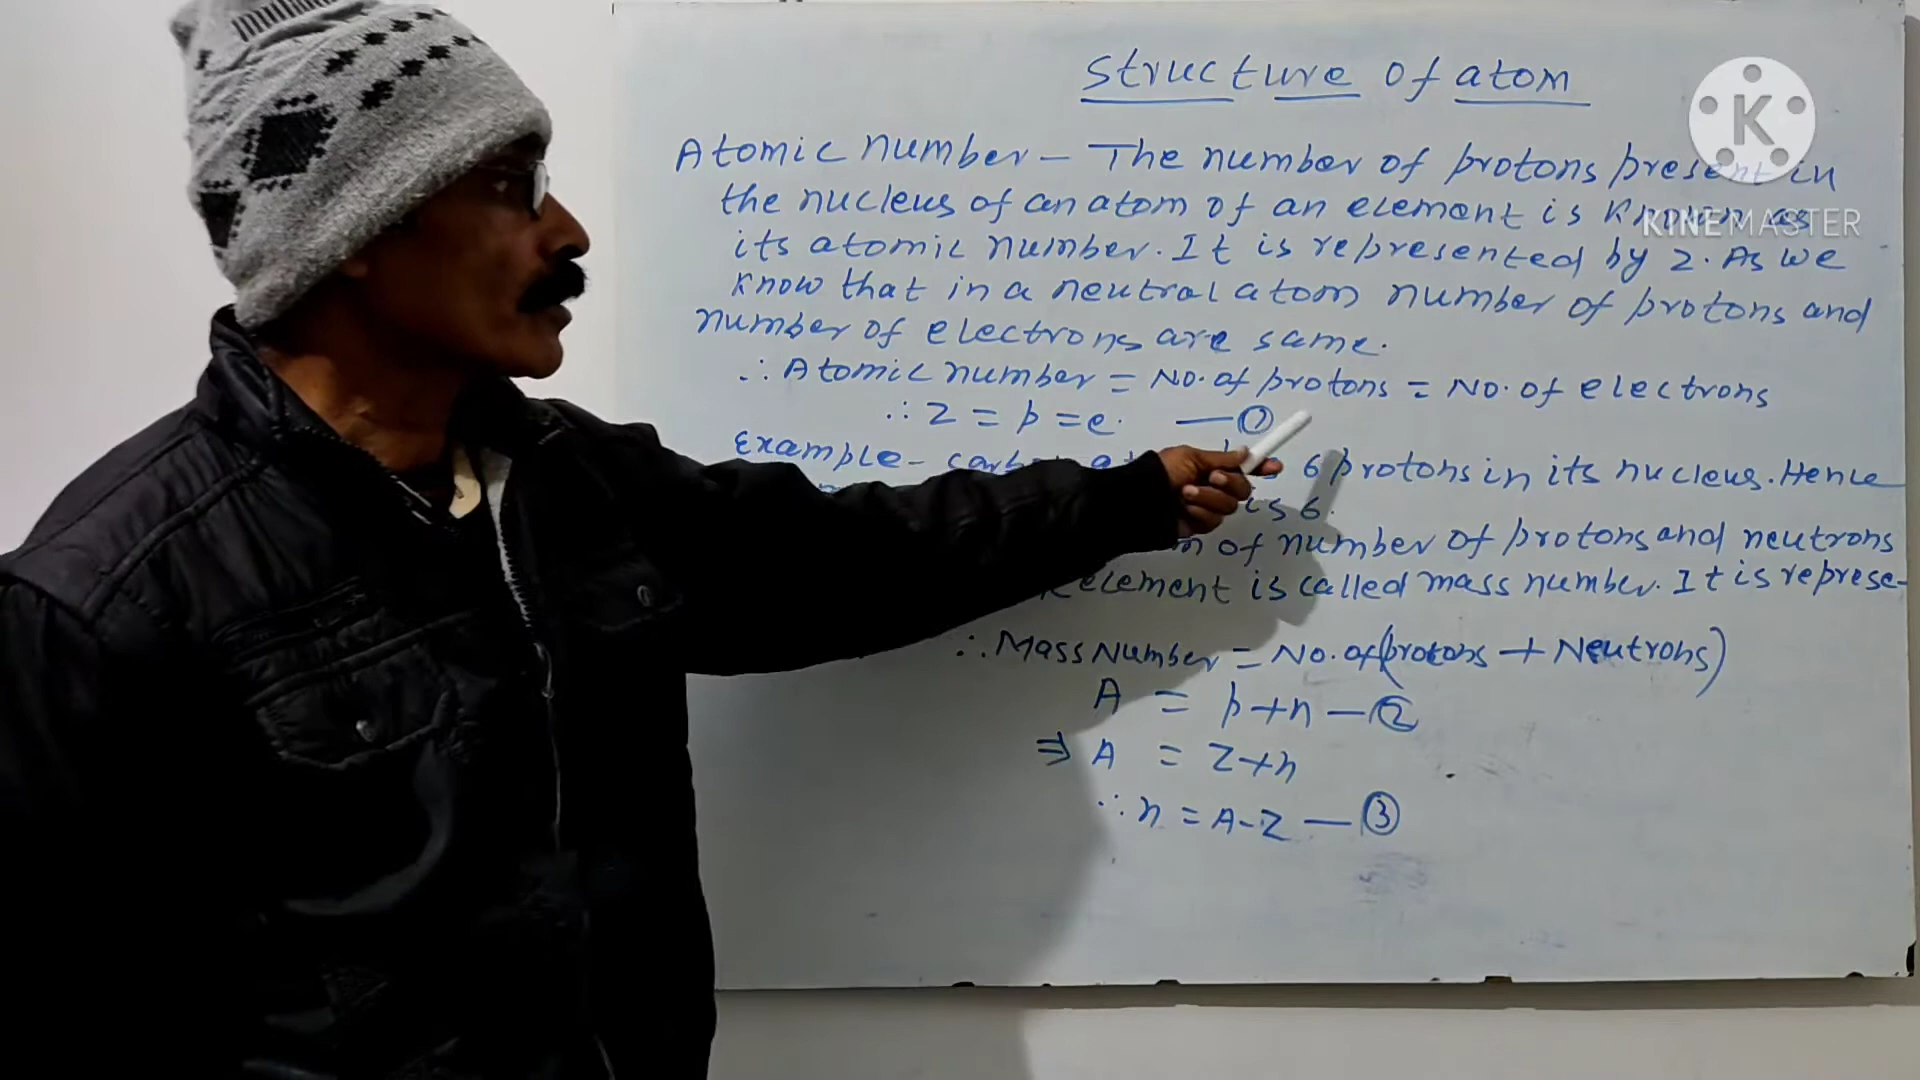 Structure of atom
K
KINEMASTER
Atomic number - The number of protons present in
the nucleus of an atom of an element is known as
its atomic number. It is represented by Z. As we
know that in a neutral atom number of protons and
number of electrons are same.
∴ Atomic number = No. of protons = No. of electrons
∴ Z = p = e. — ①
Example - carbon 6 protons in its nucleus. Hence
is 6.
of number of protons and neutrons
element is called mass number. It is represe-
∴ Mass Number = No. of (protons + Neutrons)
A = p+n — ②
⇒ A = Z+n
∴ n = A-Z — ③